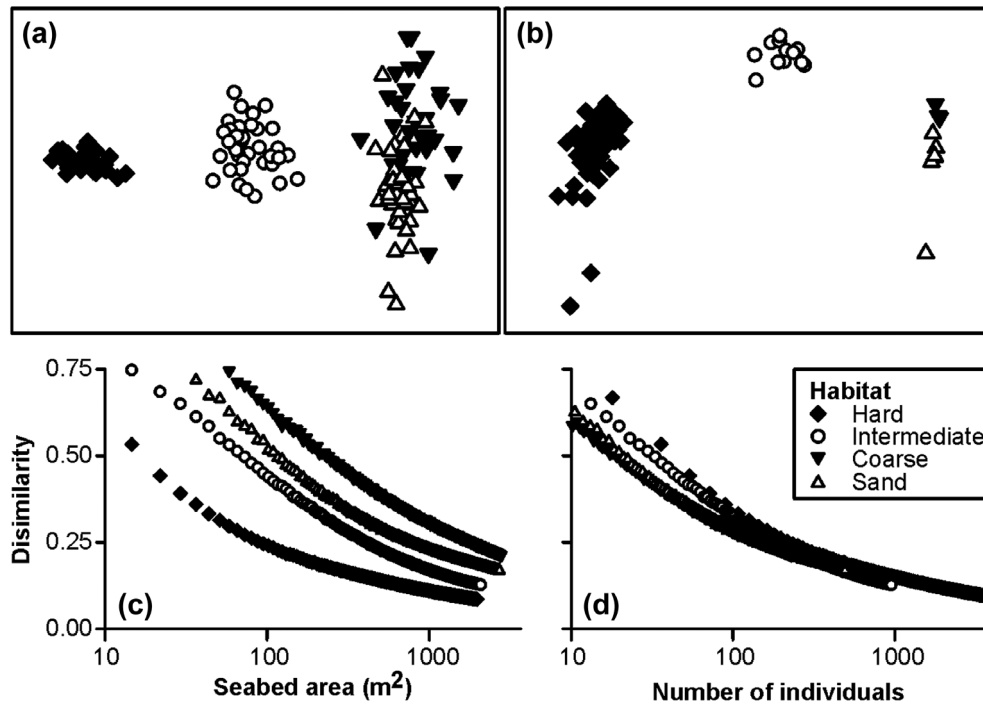 (a)
(b)
0.75
0.50
0.25
0.00
Disimilarity
(c)
10
100
1000
Seabed area (m²)
Habitat
Hard
Intermediate
Coarse
Sand
(d)
10
100
1000
Number of individuals